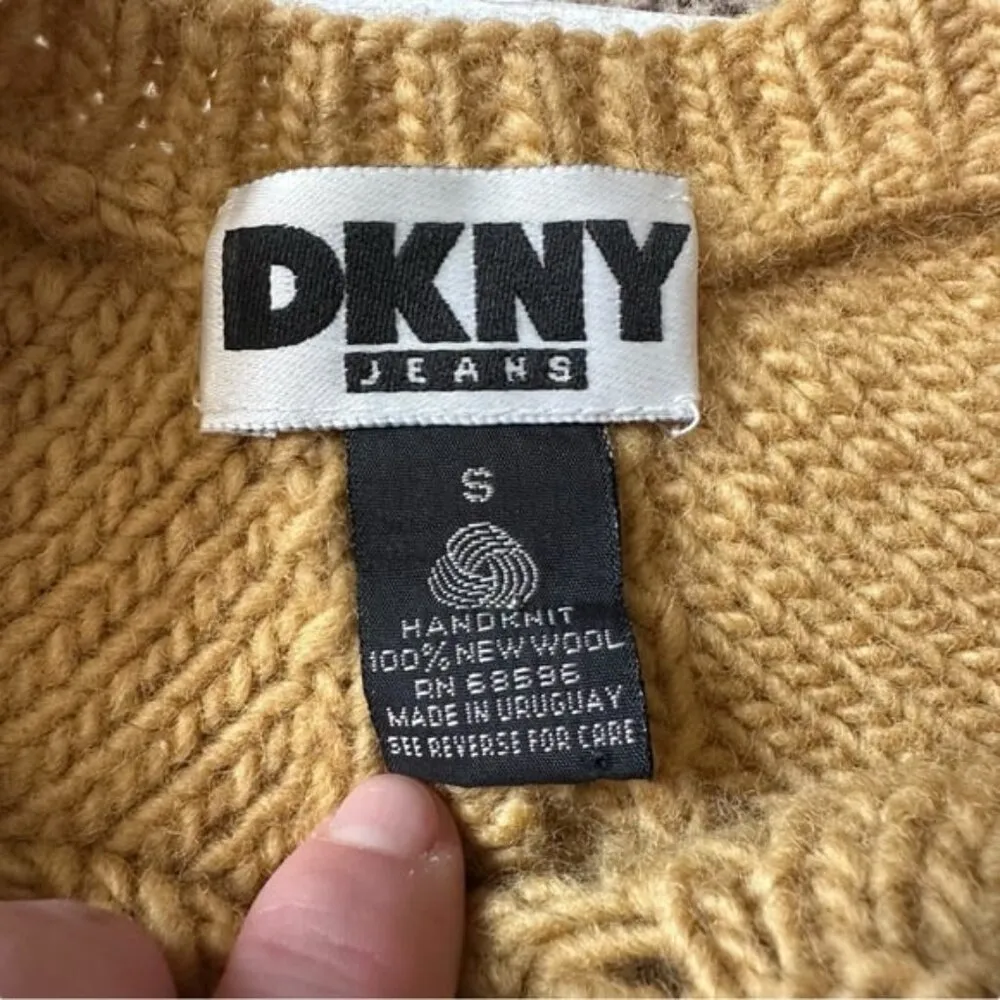 DKNY
JEANS
S
HANDKNIT
100% NEW WOOL
RN 68596
MADE IN URUGUAY
SEE REVERSE FOR CARE